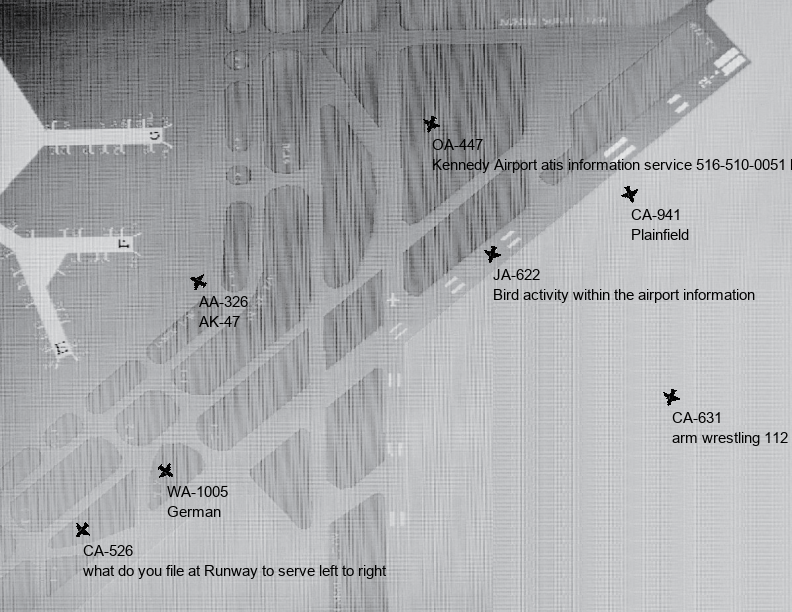 OA-447
Kennedy Airport atis information service 516-510-0051
CA-941
Plainfield
JA-622
Bird activity within the airport information
AA-326
AK-47
CA-631
arm wrestling 112
WA-1005
German
CA-526
what do you file at Runway to serve left to right